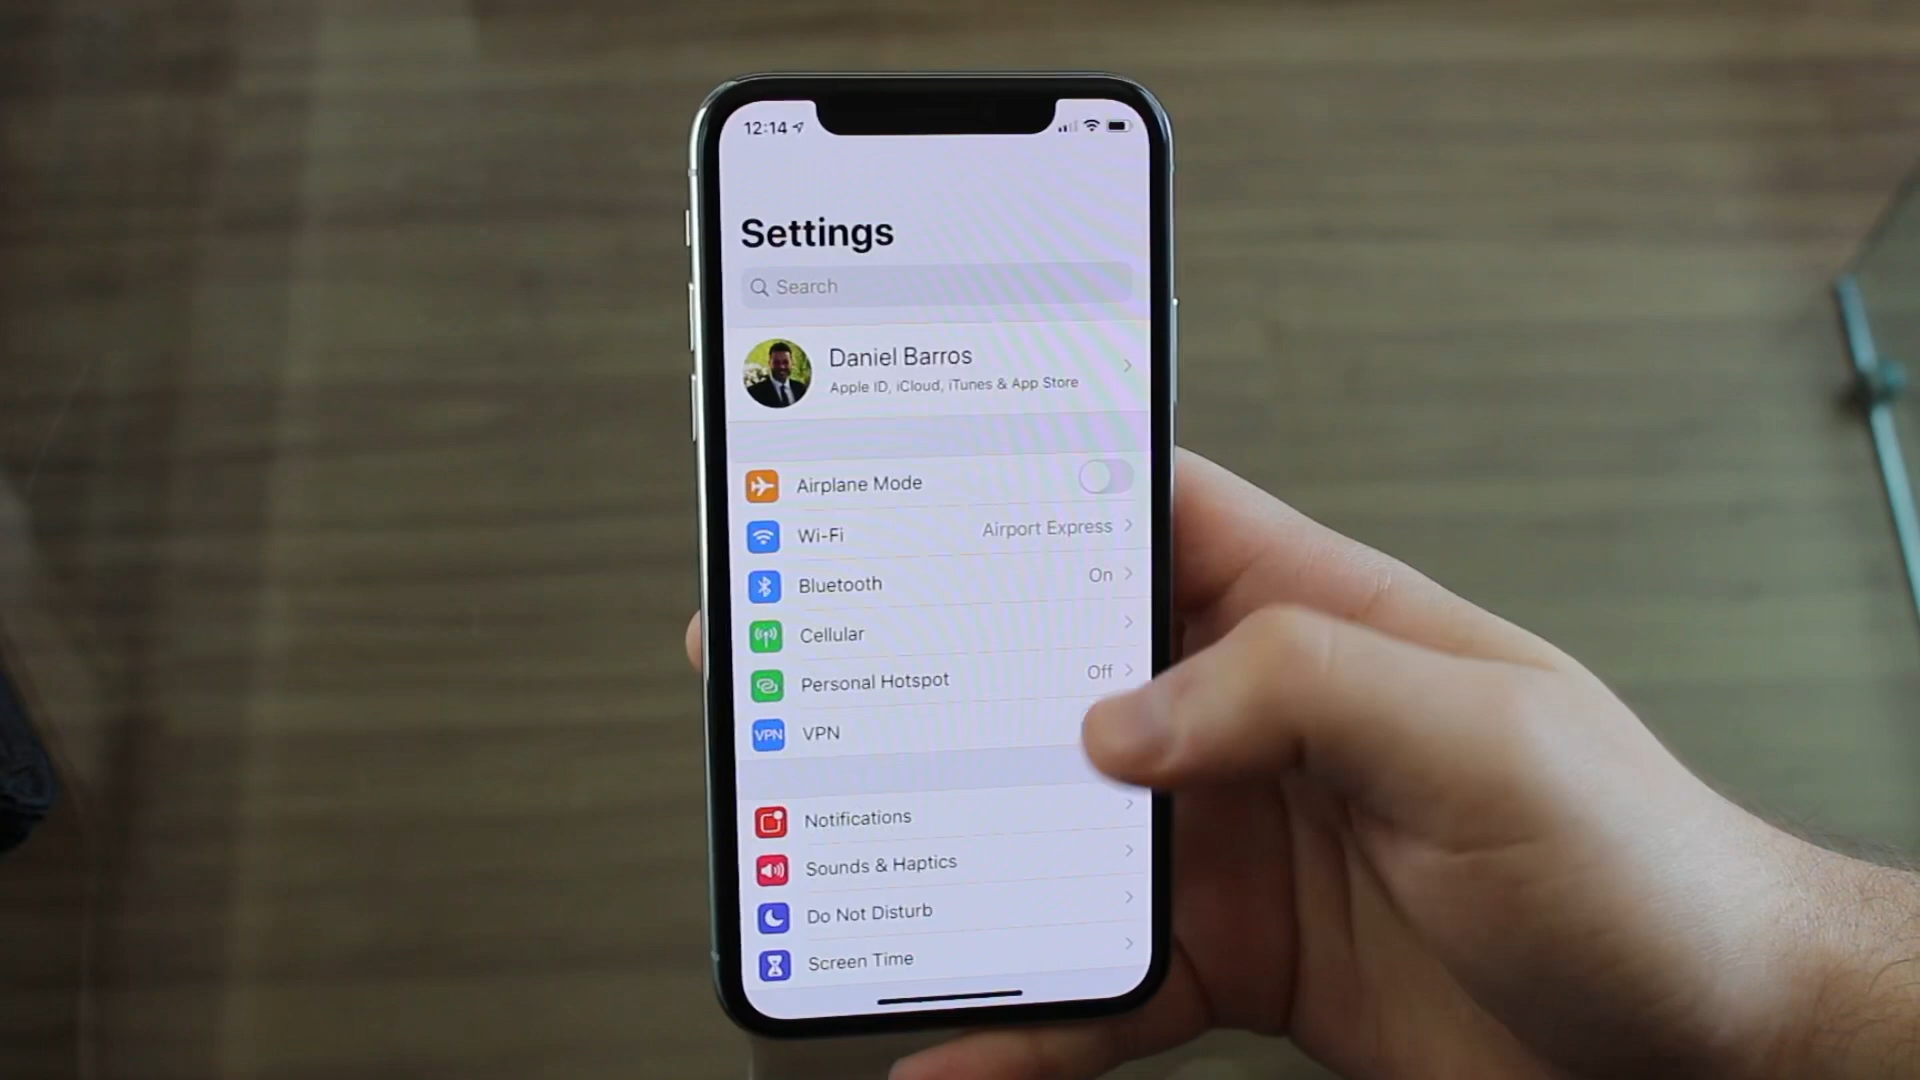 12:14
Settings
Search
Daniel Barros
Apple ID, iCloud, iTunes & App Store
Airplane Mode
Wi-Fi Airport Express
Bluetooth On
Cellular
Personal Hotspot Off
VPN VPN
Notifications
Sounds & Haptics
Do Not Disturb
Screen Time